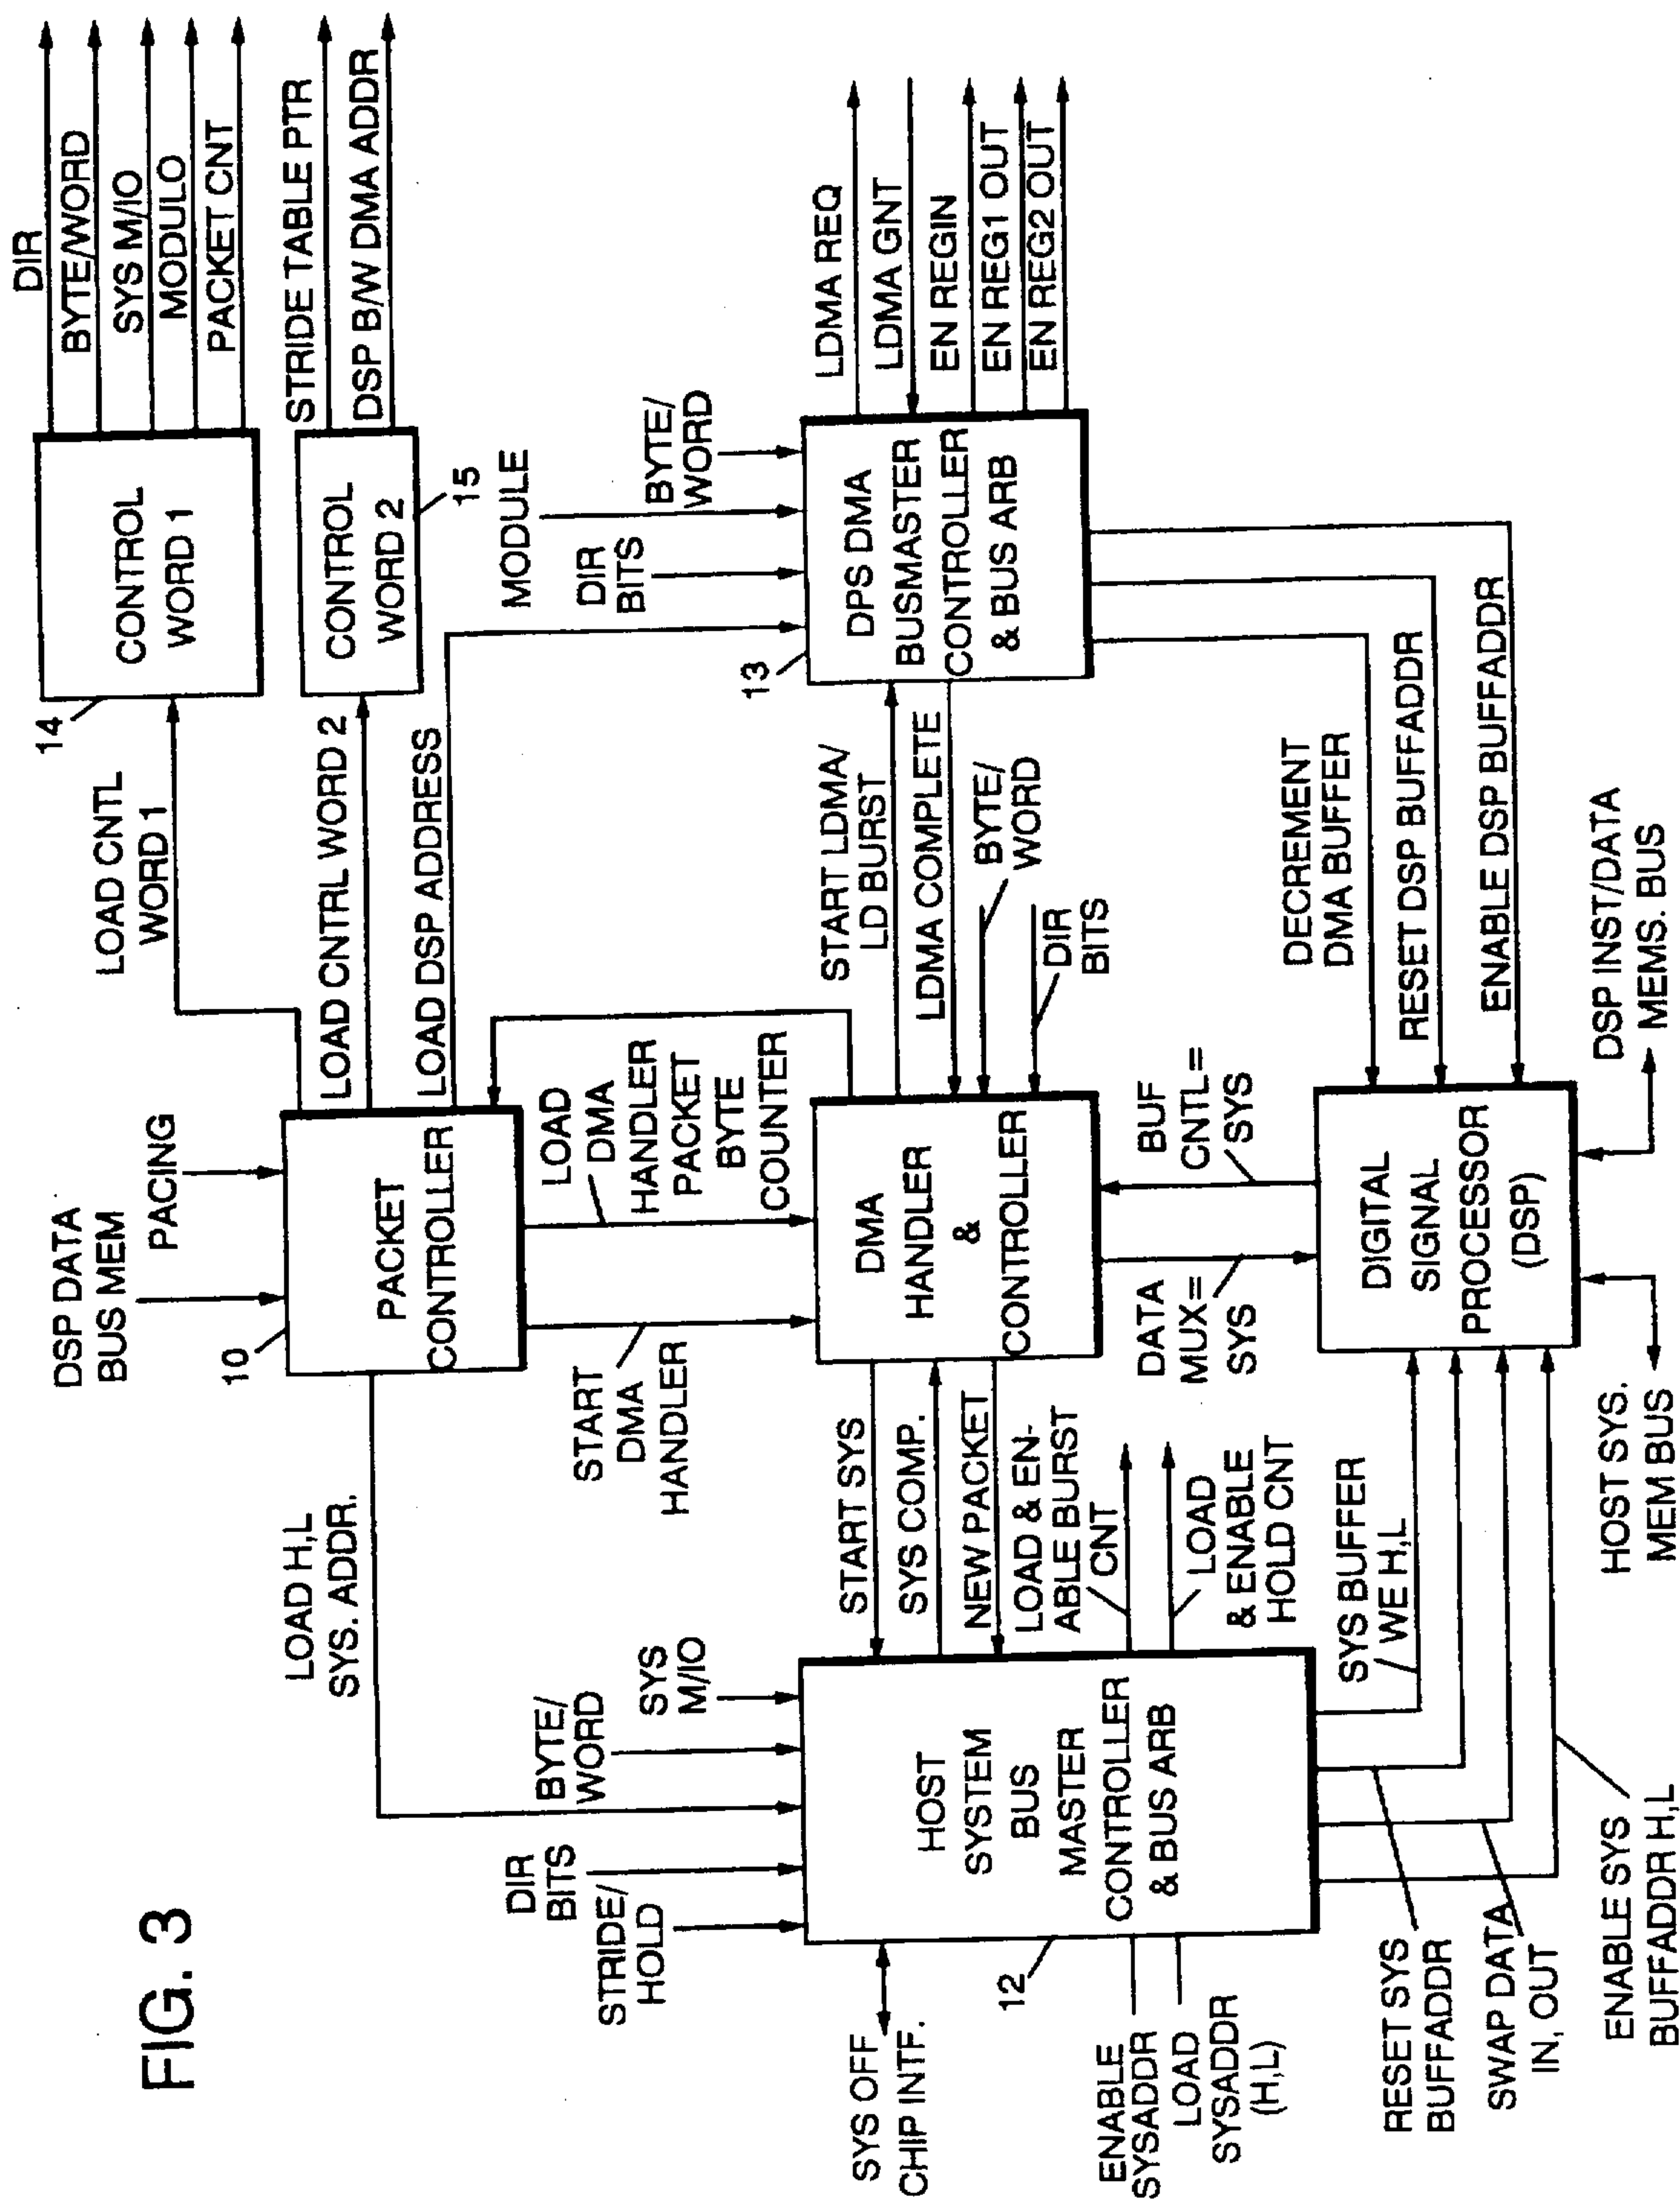 FIG. 3
DSP DATA
BUS MEM
PACING
10
PACKET
CONTROLLER
LOAD CNTL
WORD 1
14
CONTROL
WORD 1
DIR
BYTE/WORD
SYS M/IO
MODULO
PACKET CNT
LOAD CNTRL WORD 2
CONTROL
WORD 2
15
STRIDE TABLE PTR
DSP B/W DMA ADDR
LOAD DSP ADDRESS
LOAD H,L
SYS. ADDR.
START
DMA
HANDLER
LOAD
DMA
HANDLER
PACKET
BYTE
COUNTER
MODULE
DIR
BITS
BYTE/
WORD
DIR
BITS
STRIDE/
HOLD
BYTE/
WORD
SYS
M/IO
SYS OFF
CHIP INTF.
12
HOST
SYSTEM
BUS
MASTER
CONTROLLER
& BUS ARB
ENABLE
SYSADDR
LOAD
SYSADDR
(H,L)
START SYS
SYS COMP.
NEW PACKET
LOAD & EN-
ABLE BURST
CNT
LOAD
& ENABLE
HOLD CNT
DMA
HANDLER
&
CONTROLLER
START LDMA/
LD BURST
LDMA COMPLETE
BYTE/
WORD
DIR
BITS
13
DPS DMA
BUSMASTER
CONTROLLER
& BUS ARB
LDMA REQ
LDMA GNT
EN REGIN
EN REG1 OUT
EN REG2 OUT
DATA
MUX=
SYS
BUF
CNTL=
SYS
DECREMENT
DMA BUFFER
RESET DSP BUFFADDR
ENABLE DSP BUFFADDR
SYS BUFFER
/ WE H,L
RESET SYS
BUFFADDR
SWAP DATA
IN, OUT
ENABLE SYS
BUFFADDR H,L
DIGITAL
SIGNAL
PROCESSOR
(DSP)
HOST SYS.
MEM BUS
DSP INST/DATA
MEMS. BUS